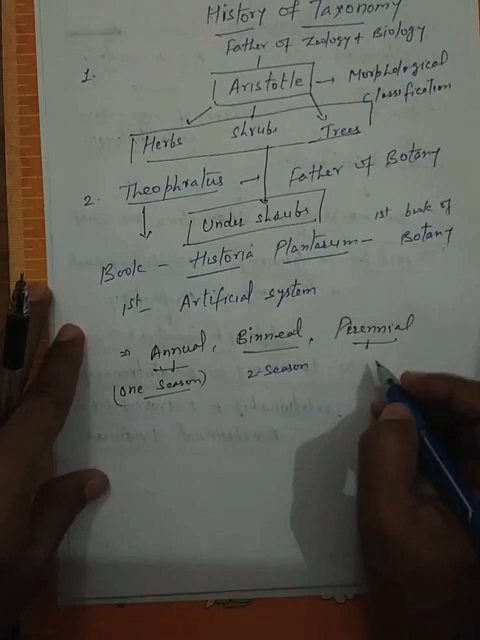 History of Taxonomy
Father of Zoology + Biology
1.
Aristotle → Morphological
classification
Herbs shrubs Trees
2. Theophratus → Father of Botany
Under shrubs
Book - Historia Plantarum - 1st book of
Botany
1st - Artificial system
⇒ Annual, Binneal, Perennial
(one season) 2-season